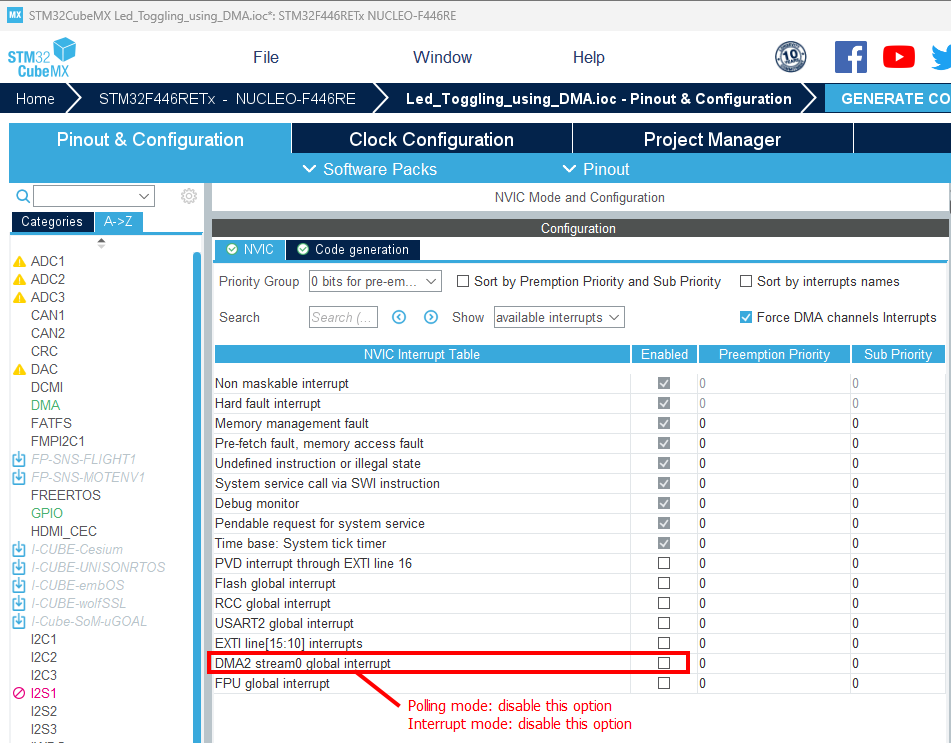 MX STM32CubeMX Led_Toggling_using_DMA.ioc*: STM32F446RETx NUCLEO-F446RE
STM32
CubeMX
File Window Help
10
Home STM32F446RETx - NUCLEO-F446RE Led_Toggling_using_DMA.ioc - Pinout & Configuration GENERATE CO
Pinout & Configuration Clock Configuration Project Manager
Software Packs Pinout
Categories A->Z
ADC1
ADC2
ADC3
CAN1
CAN2
CRC
DAC
DCMI
DMA
FATFS
FMPI2C1
FP-SNS-FLIGHT1
FP-SNS-MOTENV1
FREERTOS
GPIO
HDMI_CEC
I-CUBE-Cesium
I-CUBE-UNISONRTOS
I-CUBE-embOS
I-CUBE-wolfSSL
I-Cube-SoM-uGOAL
I2C1
I2C2
I2C3
I2S1
I2S2
I2S3
NVIC Mode and Configuration
Configuration
NVIC Code generation
Priority Group 0 bits for pre-em... Sort by Premption Priority and Sub Priority Sort by interrupts names
Search Search (... Show available interrupts Force DMA channels Interrupts
NVIC Interrupt Table Enabled Preemption Priority Sub Priority
Non maskable interrupt 0 0
Hard fault interrupt 0 0
Memory management fault 0 0
Pre-fetch fault, memory access fault 0 0
Undefined instruction or illegal state 0 0
System service call via SWI instruction 0 0
Debug monitor 0 0
Pendable request for system service 0 0
Time base: System tick timer 0 0
PVD interrupt through EXTI line 16 0 0
Flash global interrupt 0 0
RCC global interrupt 0 0
USART2 global interrupt 0 0
EXTI line[15:10] interrupts 0 0
DMA2 stream0 global interrupt 0 0
FPU global interrupt 0 0
Polling mode: disable this option
Interrupt mode: disable this option